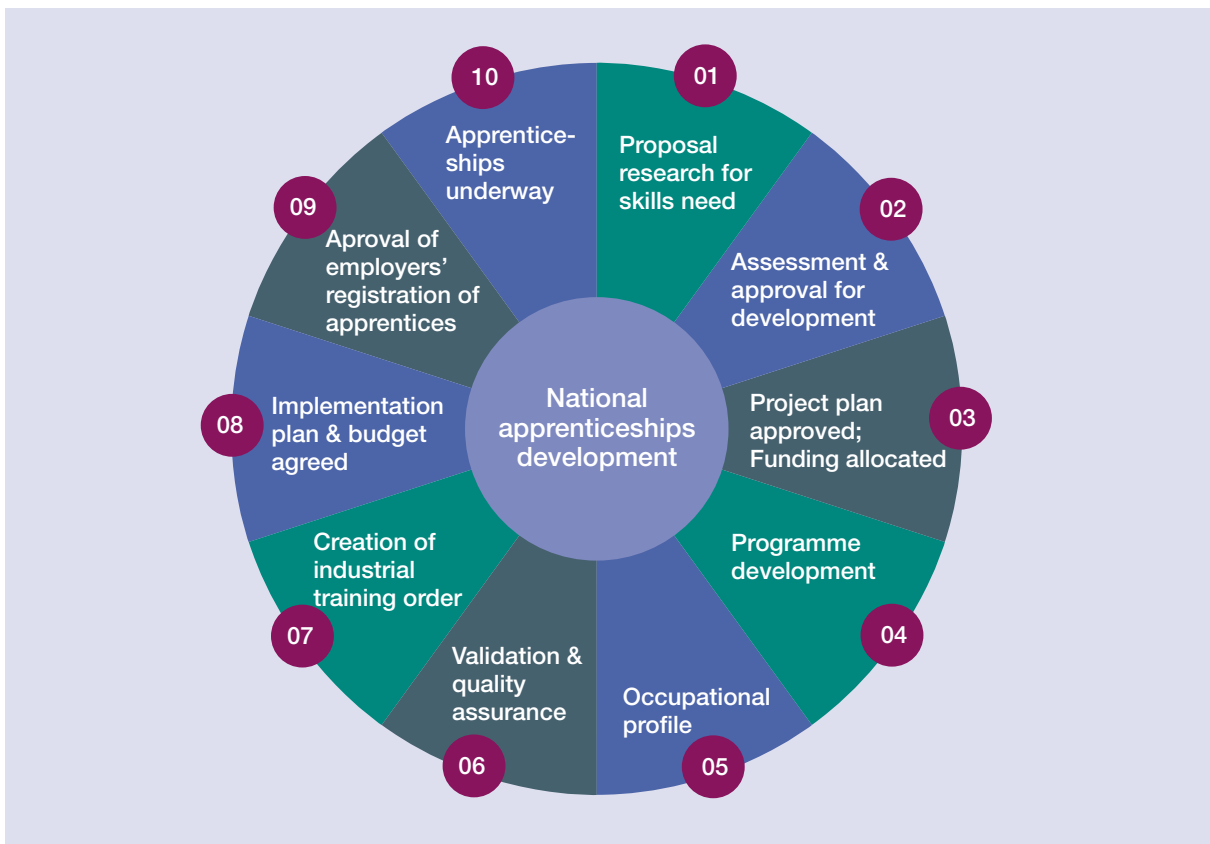 National
apprenticeships
development
01
Proposal
research for
skills need
02
Assessment &
approval for
development
03
Project plan
approved;
Funding allocated
04
Programme
development
05
Occupational
profile
06
Validation &
quality
assurance
07
Creation of
industrial
training order
08
Implementation
plan & budget
agreed
09
Aproval of
employers’
registration of
apprentices
10
Apprentice-
ships
underway